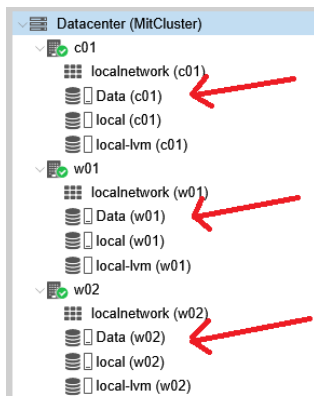 Datacenter (MitCluster)
c01
localnetwork (c01)
Data (c01)
local (c01)
local-lvm (c01)
w01
localnetwork (w01)
Data (w01)
local (w01)
local-lvm (w01)
w02
localnetwork (w02)
Data (w02)
local (w02)
local-lvm (w02)